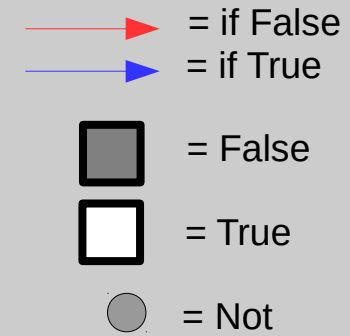 = if False
= if True
= False
= True
= Not